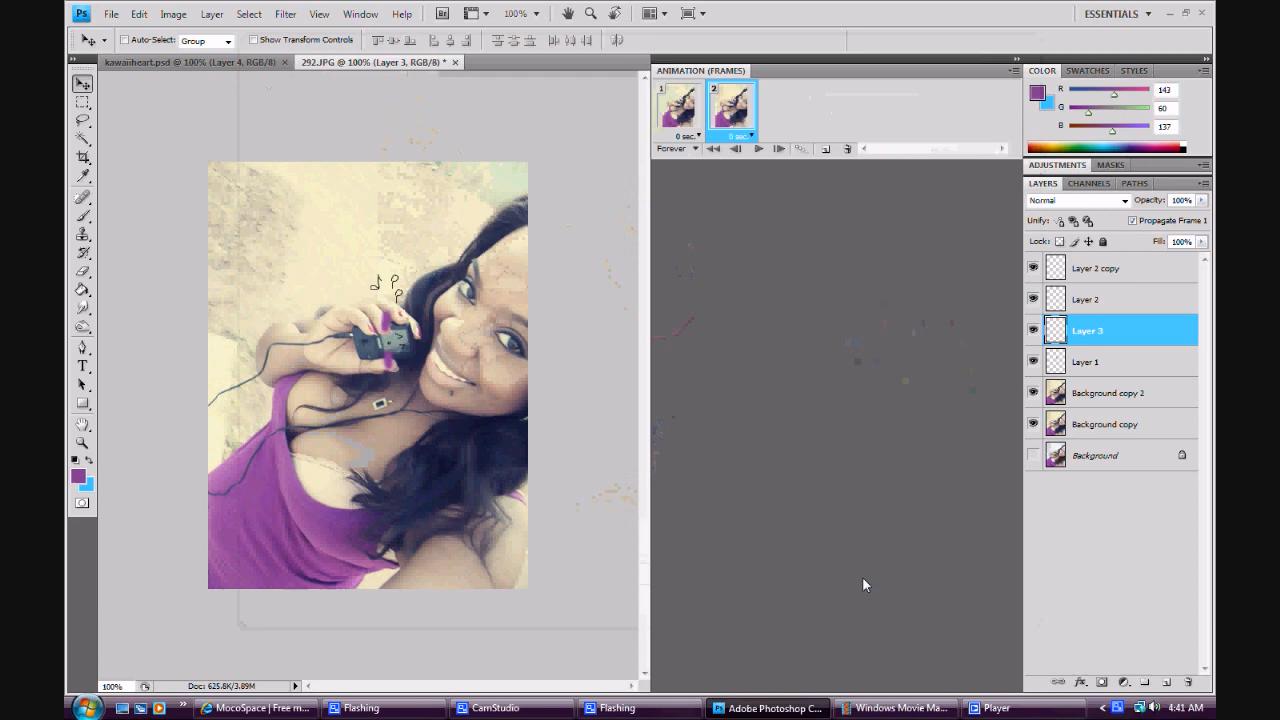 Ps File Edit Image Layer Select Filter View Window Help Br 100% ESSENTIALS
Auto-Select: Group Show Transform Controls
kawaiiheart.psd @ 100% (Layer 4, RGB/8) 292.JPG @ 100% (Layer 3, RGB/8) *
ANIMATION (FRAMES)
1 2
0 sec. 0 sec.
Forever
COLOR SWATCHES STYLES
R 143
G 60
B 137
ADJUSTMENTS MASKS
LAYERS CHANNELS PATHS
Normal Opacity: 100%
Unify: Propagate Frame 1
Lock: Fill: 100%
Layer 2 copy
Layer 2
Layer 3
Layer 1
Background copy 2
Background copy
Background
T
100% Doc: 625.8K/3.89M
MocoSpace | Free m... Flashing CamStudio Flashing Adobe Photoshop C... Windows Movie Ma... Player 4:41 AM